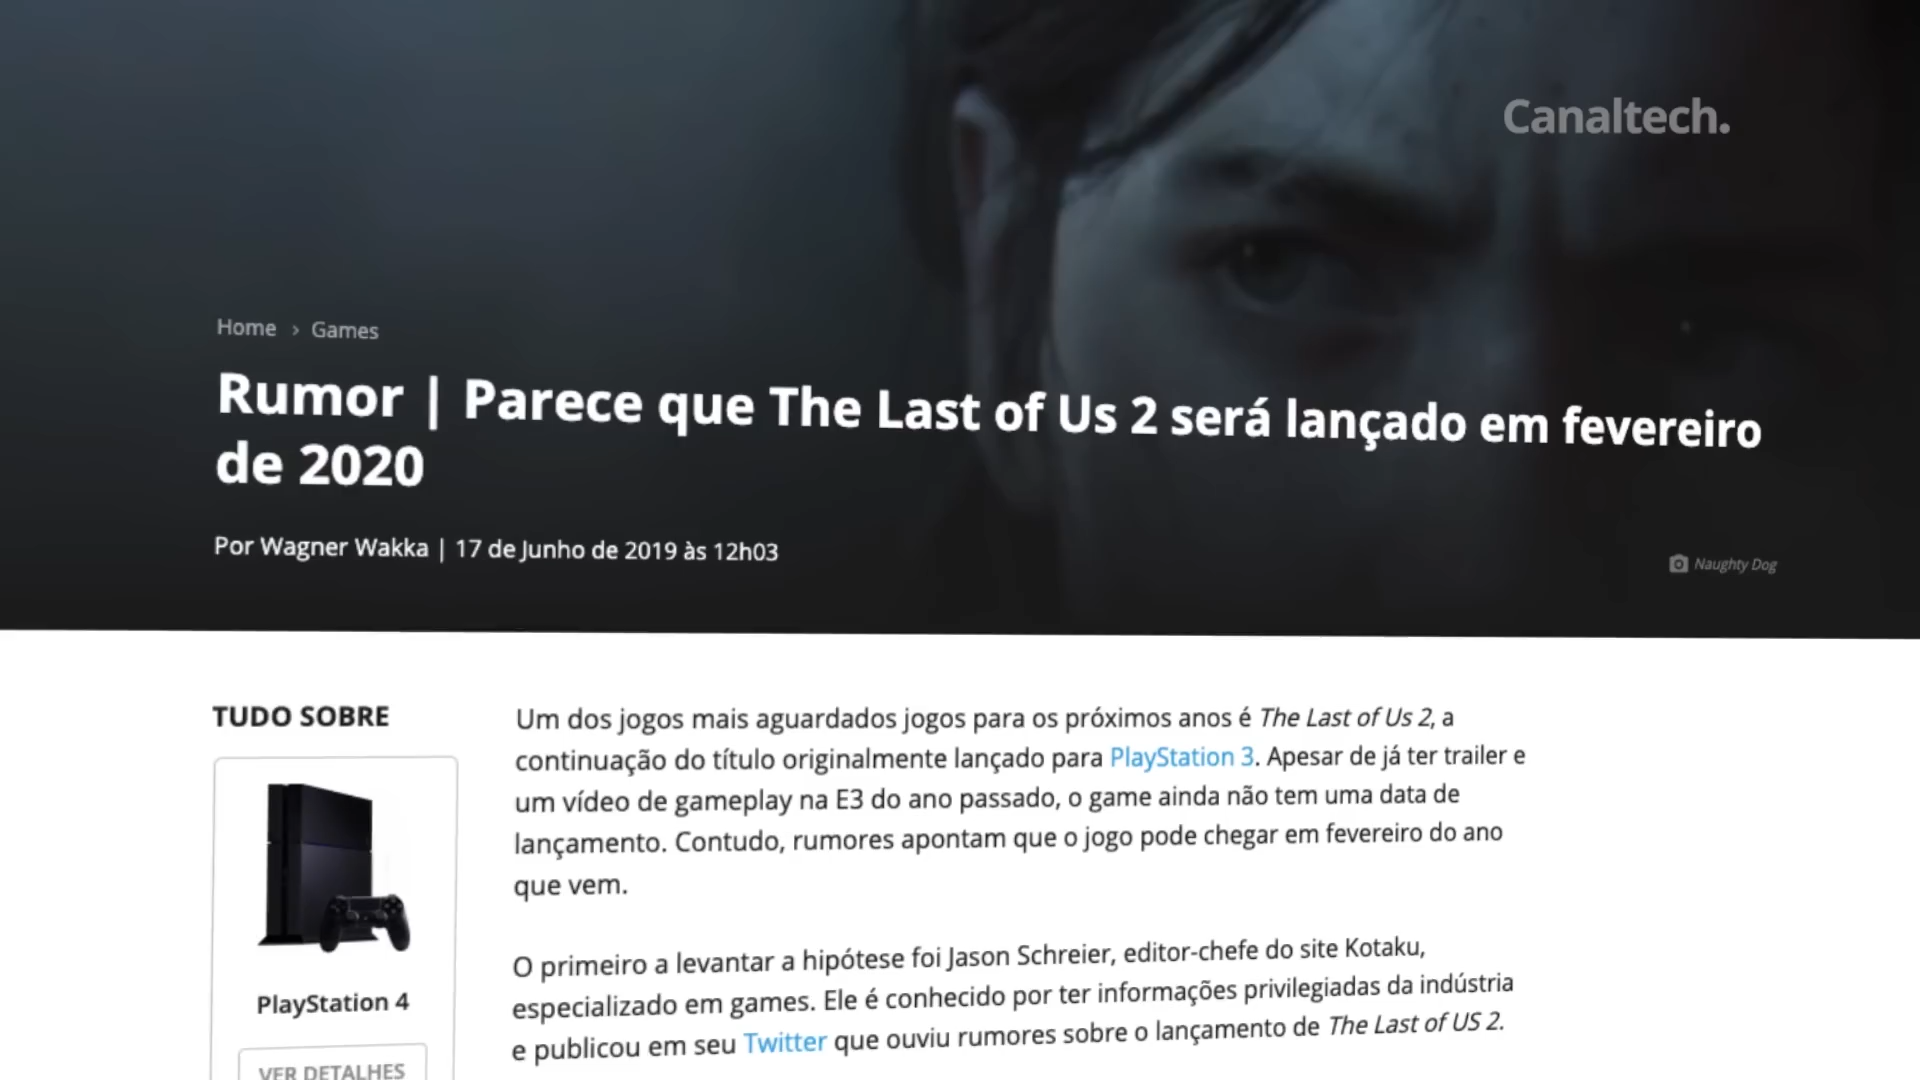 Canaltech.
Home › Games
Rumor | Parece que The Last of Us 2 será lançado em fevereiro
de 2020
Por Wagner Wakka | 17 de Junho de 2019 às 12h03
Naughty Dog
TUDO SOBRE
PlayStation 4
VER DETALHES
Um dos jogos mais aguardados jogos para os próximos anos é The Last of Us 2, a
continuação do título originalmente lançado para PlayStation 3. Apesar de já ter trailer e
um vídeo de gameplay na E3 do ano passado, o game ainda não tem uma data de
lançamento. Contudo, rumores apontam que o jogo pode chegar em fevereiro do ano
que vem.
O primeiro a levantar a hipótese foi Jason Schreier, editor-chefe do site Kotaku,
especializado em games. Ele é conhecido por ter informações privilegiadas da indústria
e publicou em seu Twitter que ouviu rumores sobre o lançamento de The Last of US 2.